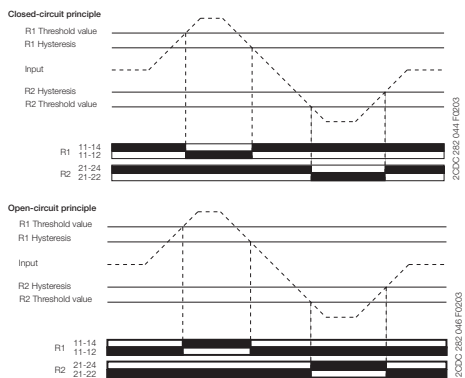 Closed-circuit principle
R1 Threshold value
R1 Hysteresis
Input
R2 Hysteresis
R2 Threshold value
R1 11-14
11-12
R2 21-24
21-22
2CDC 282 044 F0203
Open-circuit principle
R1 Threshold value
R1 Hysteresis
Input
R2 Hysteresis
R2 Threshold value
R1 11-14
11-12
R2 21-24
21-22
2CDC 282 046 F0203